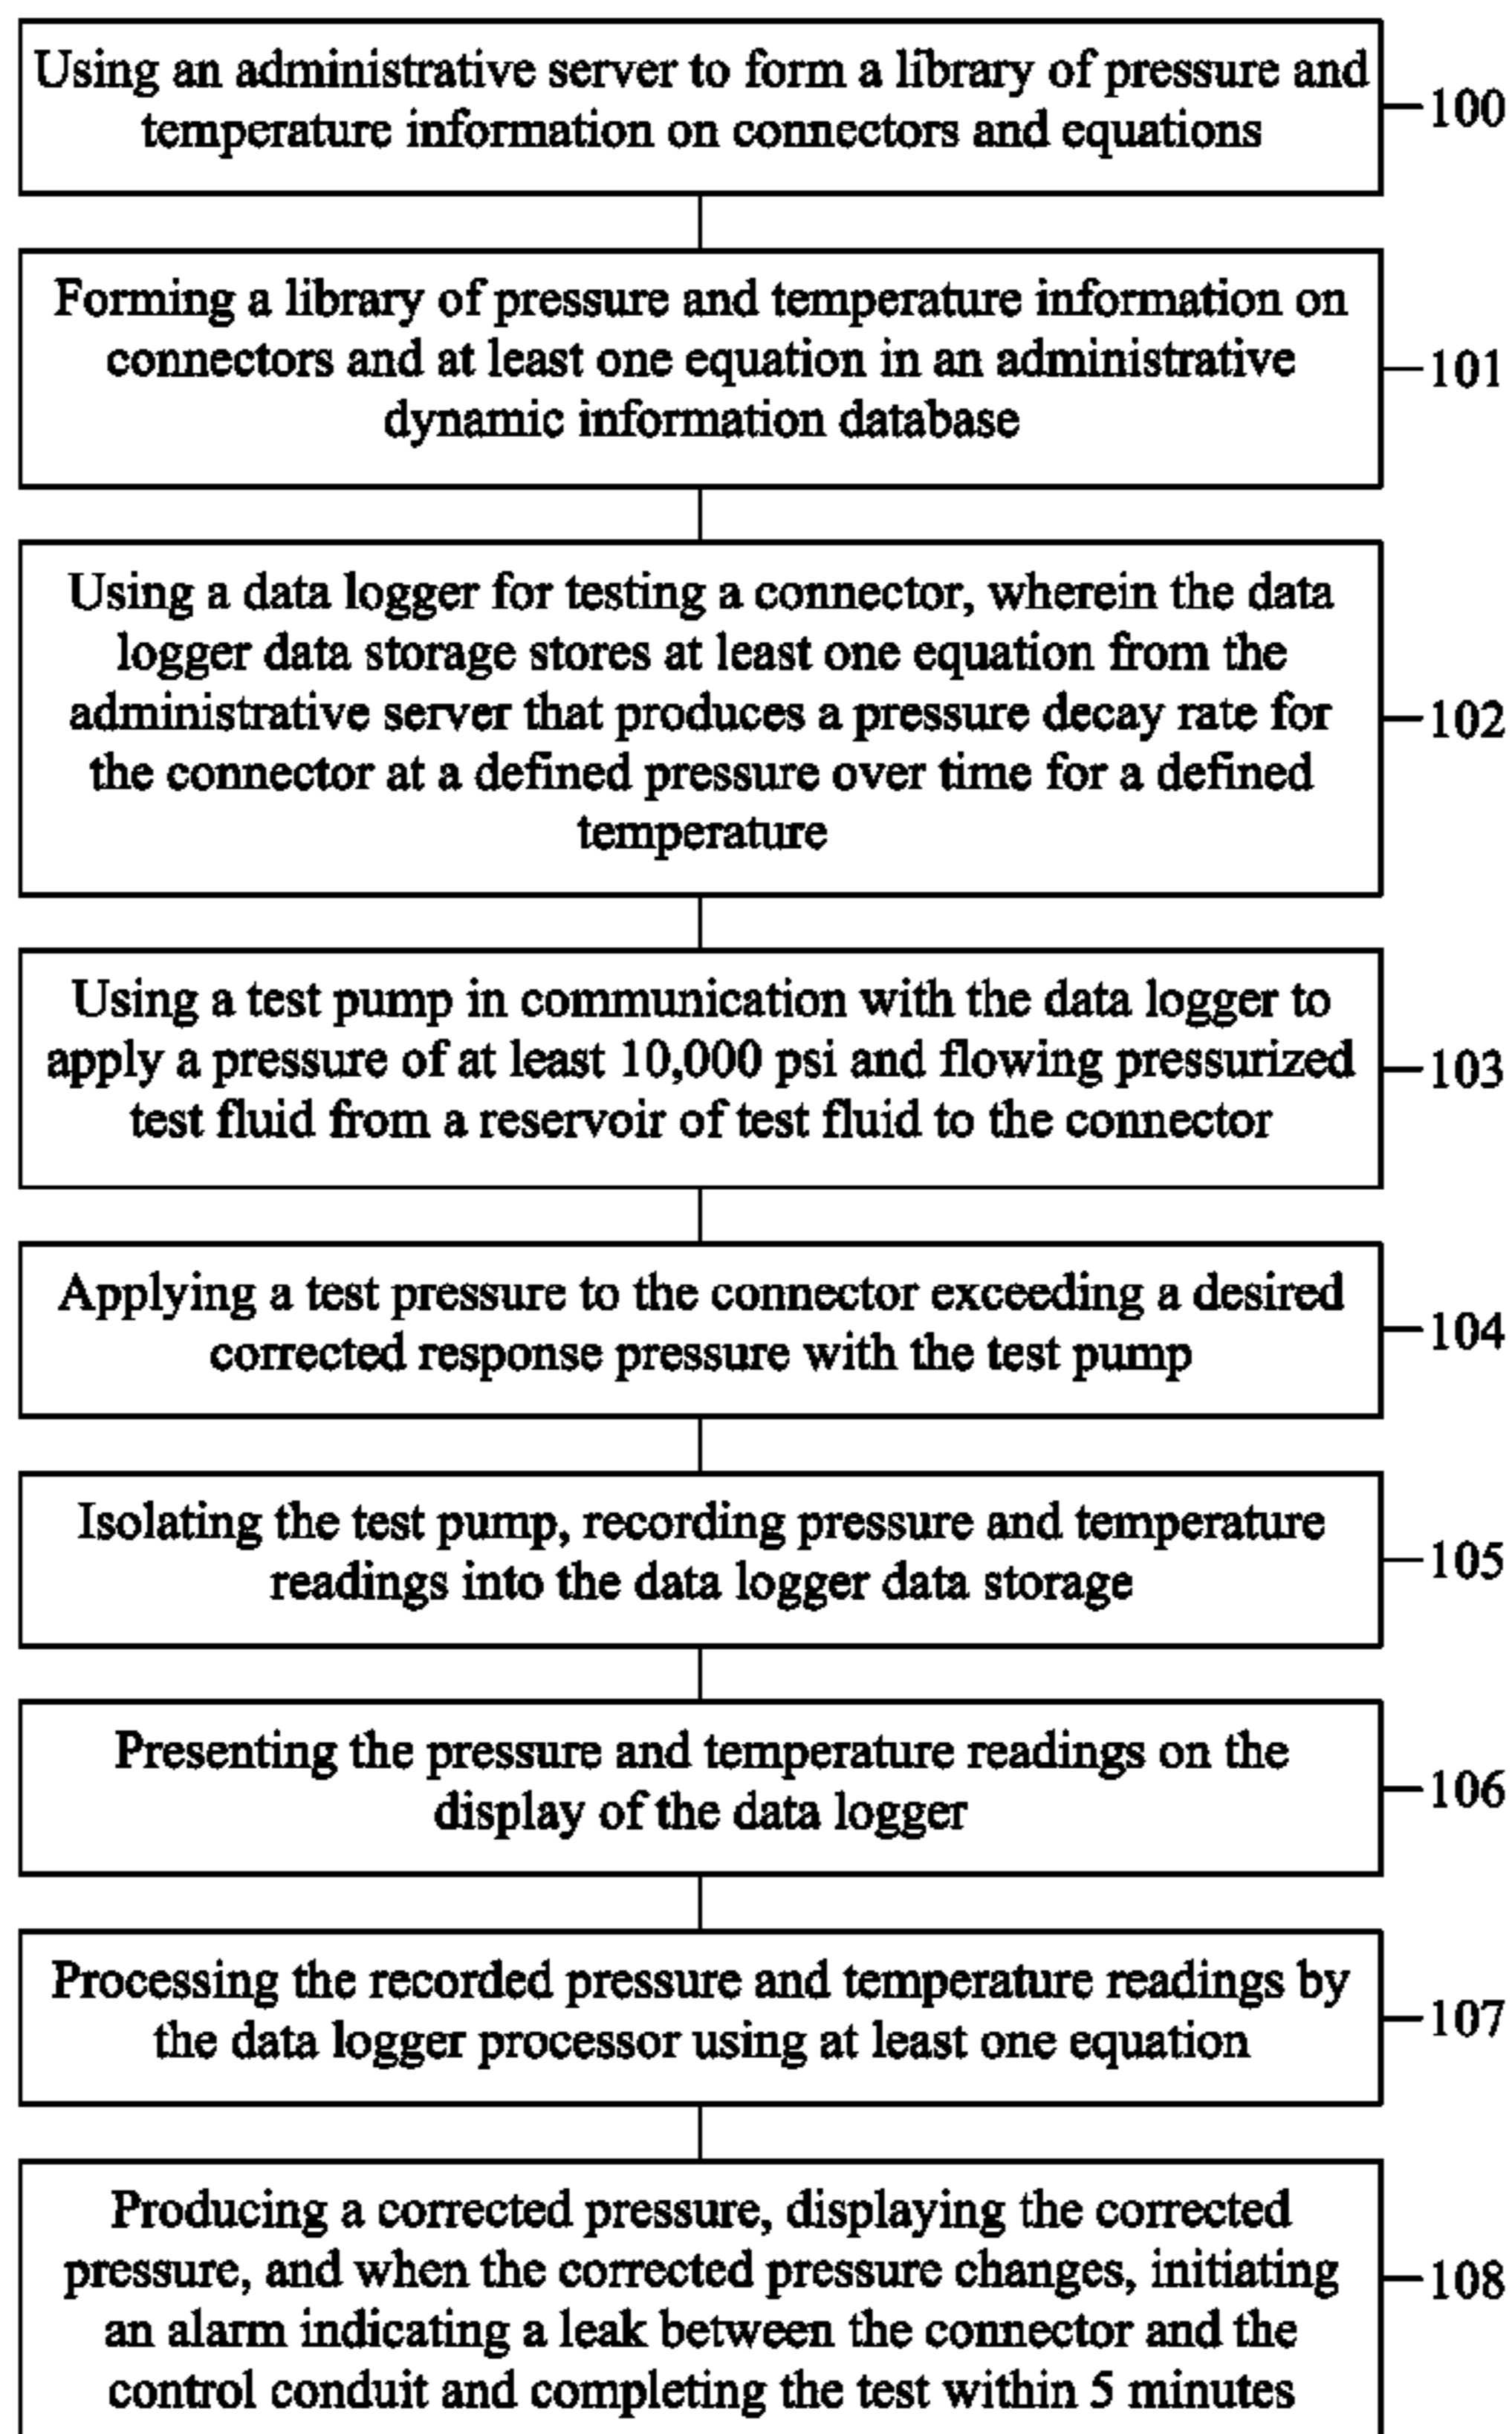 Using an administrative server to form a library of pressure and
temperature information on connectors and equations
100
Forming a library of pressure and temperature information on
connectors and at least one equation in an administrative
dynamic information database
101
Using a data logger for testing a connector, wherein the data
logger data storage stores at least one equation from the
administrative server that produces a pressure decay rate for
the connector at a defined pressure over time for a defined
temperature
102
Using a test pump in communication with the data logger to
apply a pressure of at least 10,000 psi and flowing pressurized
test fluid from a reservoir of test fluid to the connector
103
Applying a test pressure to the connector exceeding a desired
corrected response pressure with the test pump
104
Isolating the test pump, recording pressure and temperature
readings into the data logger data storage
105
Presenting the pressure and temperature readings on the
display of the data logger
106
Processing the recorded pressure and temperature readings by
the data logger processor using at least one equation
107
Producing a corrected pressure, displaying the corrected
pressure, and when the corrected pressure changes, initiating
an alarm indicating a leak between the connector and the
control conduit and completing the test within 5 minutes
108